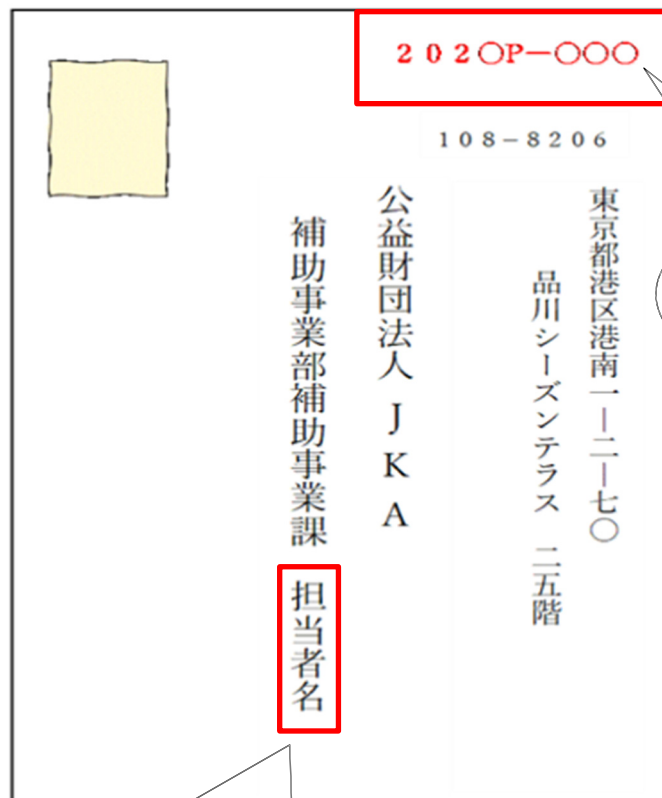 ２０２〇P－〇〇〇
１０８－８２０６
東京都港区港南一－二－七〇
品川シーズンテラス　二五階
公益財団法人　ＪＫＡ
補助事業部補助事業課　担当者名